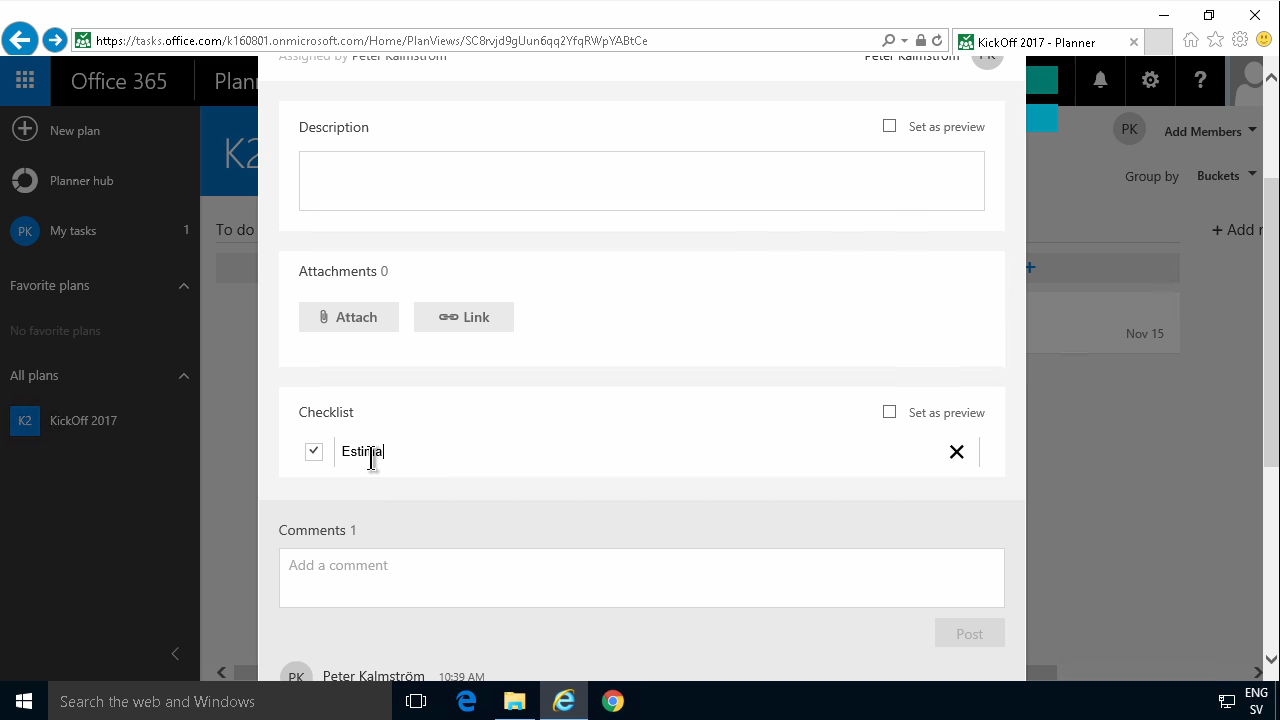 https://tasks.office.com/k160801.onmicrosoft.com/Home/PlanViews/SC8rvjd9gUun6qq2YfqRWpYABtCe
KickOff 2017 - Planner
Office 365
Plann
Assigned by Peter Kalmström
Peter Kalmström
PK
New plan
Planner hub
PK My tasks 1
Favorite plans
No favorite plans
All plans
K2 KickOff 2017
K2
PK Add Members
Group by Buckets
To do
+ Add n
Nov 15
Description
Set as preview
Attachments 0
Attach
Link
Checklist
Set as preview
Estima
Comments 1
Add a comment
Post
PK Peter Kalmström 10:39 AM
Search the web and Windows
ENG
SV